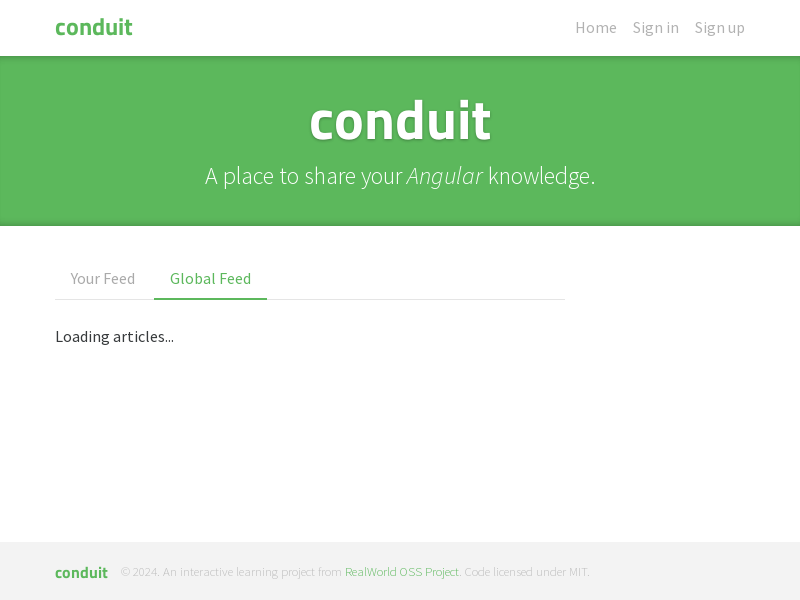 conduit
Home Sign in Sign up
conduit
A place to share your Angular knowledge.
Your Feed Global Feed
Loading articles...
conduit © 2024. An interactive learning project from RealWorld OSS Project. Code licensed under MIT.